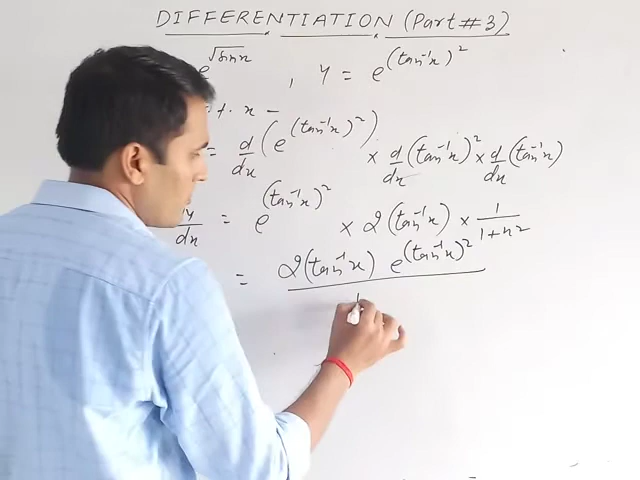 DIFFERENTIATION (Part #3)
e^√sinx , y = e^(tan⁻¹x)²
x –
= d/dx (e^(tan⁻¹x)²) × d/dx (tan⁻¹x)² × d/dx (tan⁻¹x)
dy/dx = e^(tan⁻¹x)² × 2(tan⁻¹x) × 1/1+x²
= 2(tan⁻¹x) e^(tan⁻¹x)²